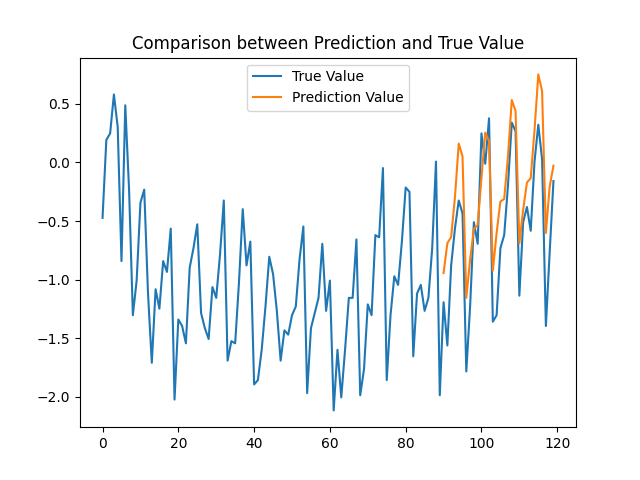 Comparison between Prediction and True Value
True Value
Prediction Value
0.5
0.0
−0.5
−1.0
−1.5
−2.0
0 20 40 60 80 100 120